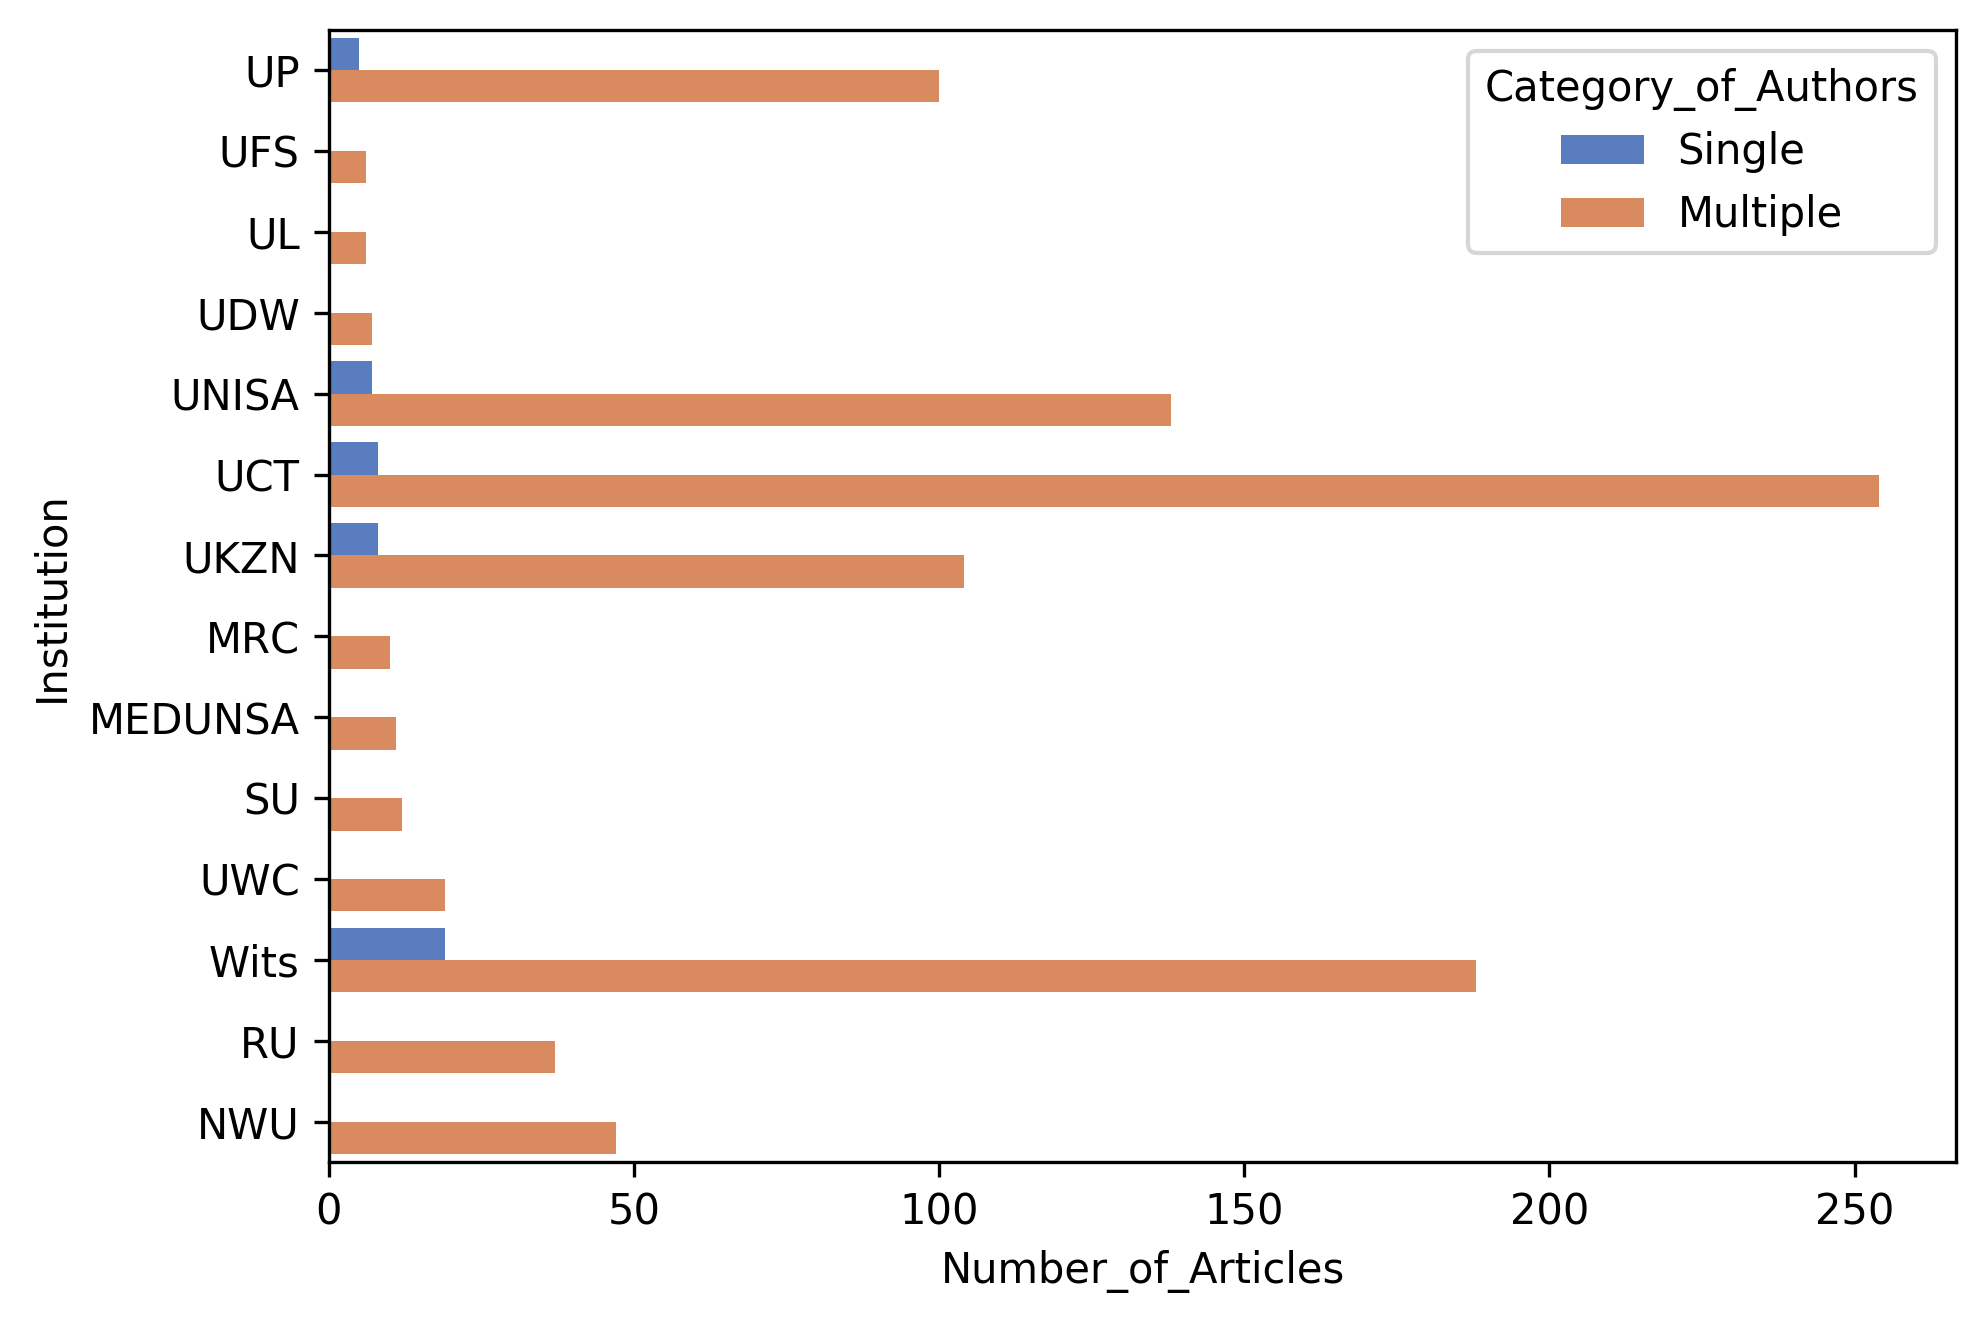 Category_of_Authors
Single
Multiple
Institution
UP
UFS
UL
UDW
UNISA
UCT
UKZN
MRC
MEDUNSA
SU
UWC
Wits
RU
NWU
0 50 100 150 200 250
Number_of_Articles